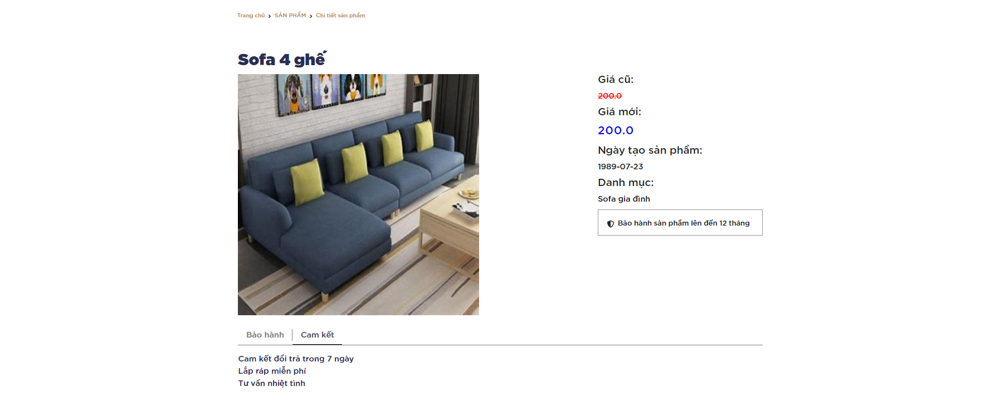 Trang chủ > SẢN PHẨM > Chi tiết sản phẩm
Sofa 4 ghế
Giá cũ:
200.0
Giá mới:
200.0
Ngày tạo sản phẩm:
1989-07-23
Danh mục:
Sofa gia đình
Bảo hành sản phẩm lên đến 12 tháng
Bảo hành
Cam kết
Cam kết đổi trả trong 7 ngày
Lắp ráp miễn phí
Tư vấn nhiệt tình